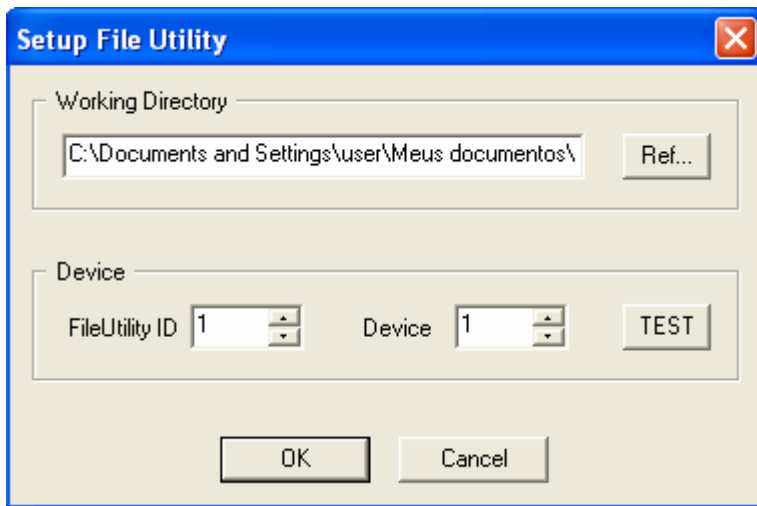 Setup File Utility
Working Directory
C:\Documents and Settings\user\Meus documentos\ Ref...
Device
FileUtility ID 1 Device 1 TEST
OK Cancel